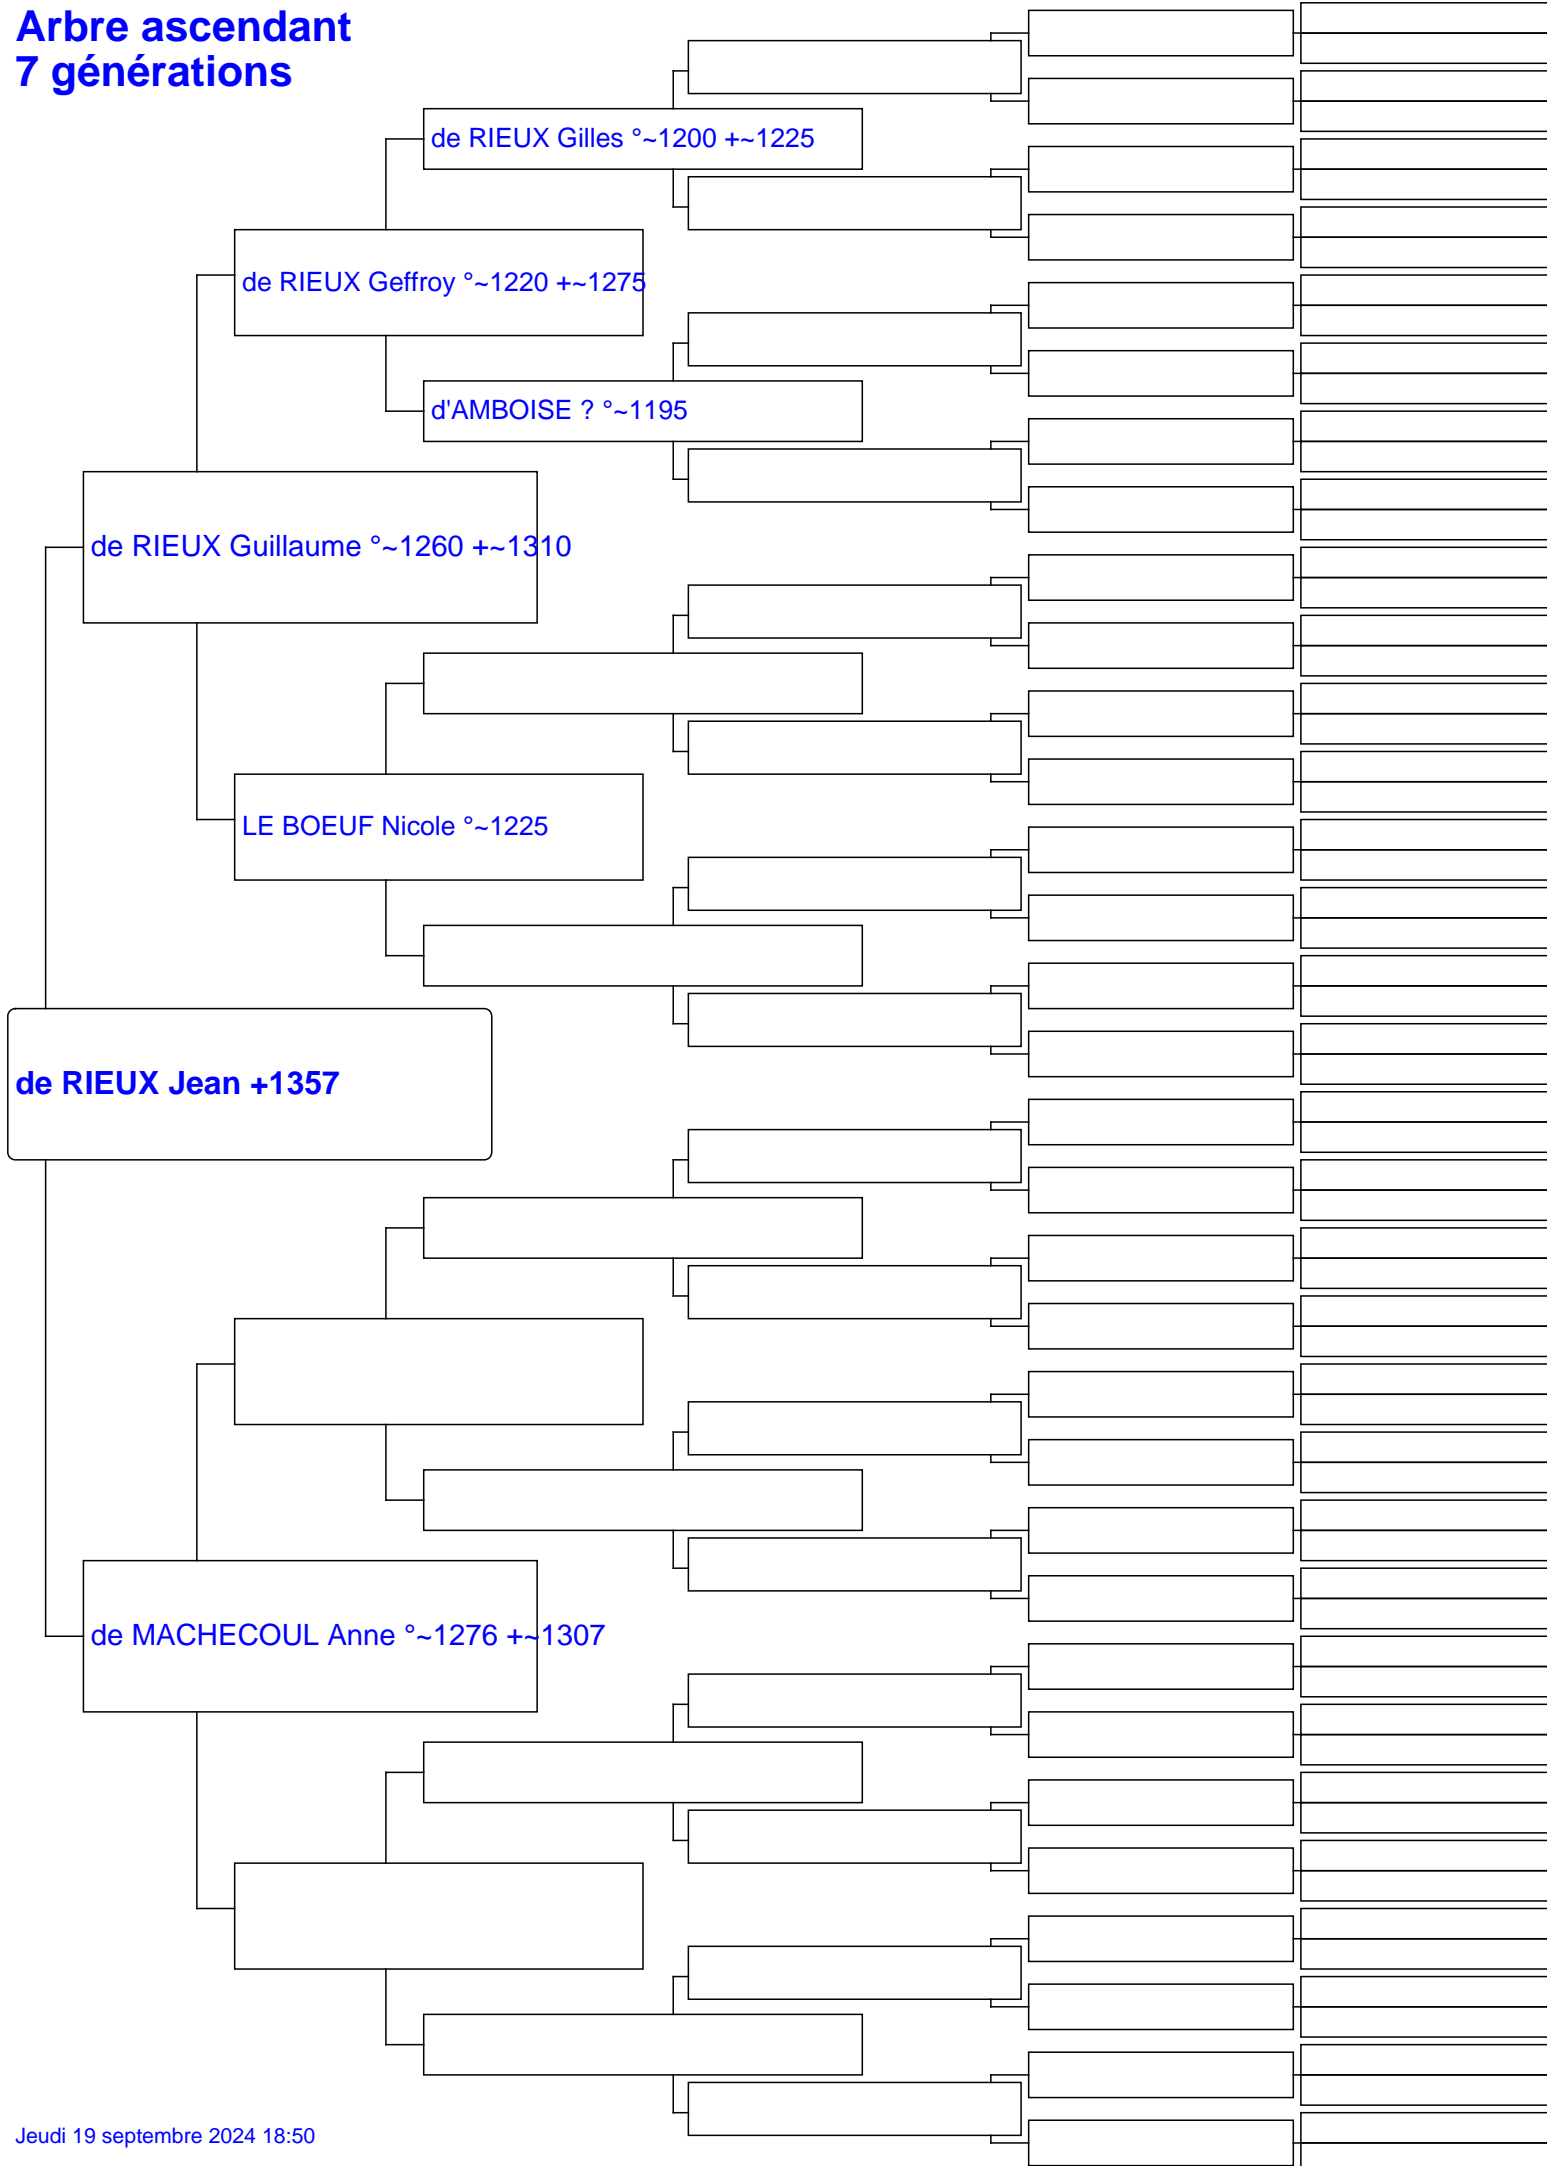 Arbre ascendant
7 générations
de RIEUX Gilles °~1200 +~1225
de RIEUX Geffroy °~1220 +~1275
d'AMBOISE ? °~1195
de RIEUX Guillaume °~1260 +~1310
LE BOEUF Nicole °~1225
de RIEUX Jean +1357
de MACHECOUL Anne °~1276 +~1307
Jeudi 19 septembre 2024 18:50